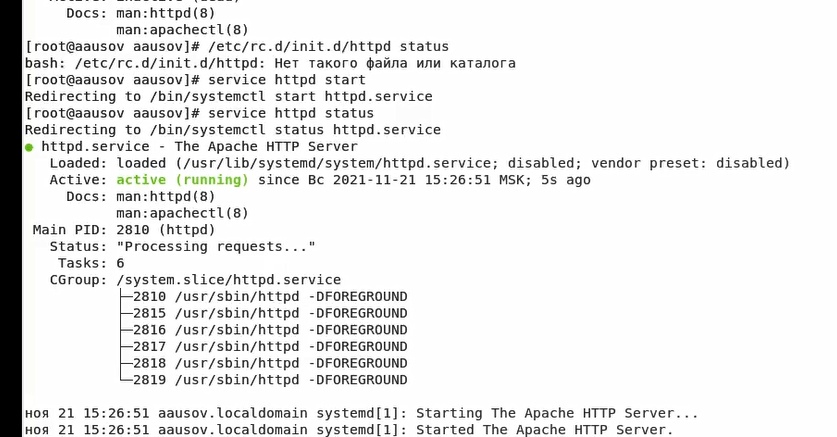 Docs: man:httpd(8)
man:apachectl(8)
[root@aausov aausov]# /etc/rc.d/init.d/httpd status
bash: /etc/rc.d/init.d/httpd: Нет такого файла или каталога
[root@aausov aausov]# service httpd start
Redirecting to /bin/systemctl start httpd.service
[root@aausov aausov]# service httpd status
Redirecting to /bin/systemctl status httpd.service
● httpd.service - The Apache HTTP Server
Loaded: loaded (/usr/lib/systemd/system/httpd.service; disabled; vendor preset: disabled)
Active: active (running) since Вс 2021-11-21 15:26:51 MSK; 5s ago
Docs: man:httpd(8)
man:apachectl(8)
Main PID: 2810 (httpd)
Status: "Processing requests..."
Tasks: 6
CGroup: /system.slice/httpd.service
├─2810 /usr/sbin/httpd -DFOREGROUND
├─2815 /usr/sbin/httpd -DFOREGROUND
├─2816 /usr/sbin/httpd -DFOREGROUND
├─2817 /usr/sbin/httpd -DFOREGROUND
├─2818 /usr/sbin/httpd -DFOREGROUND
└─2819 /usr/sbin/httpd -DFOREGROUND
ноя 21 15:26:51 aausov.localdomain systemd[1]: Starting The Apache HTTP Server...
ноя 21 15:26:51 aausov.localdomain systemd[1]: Started The Apache HTTP Server.